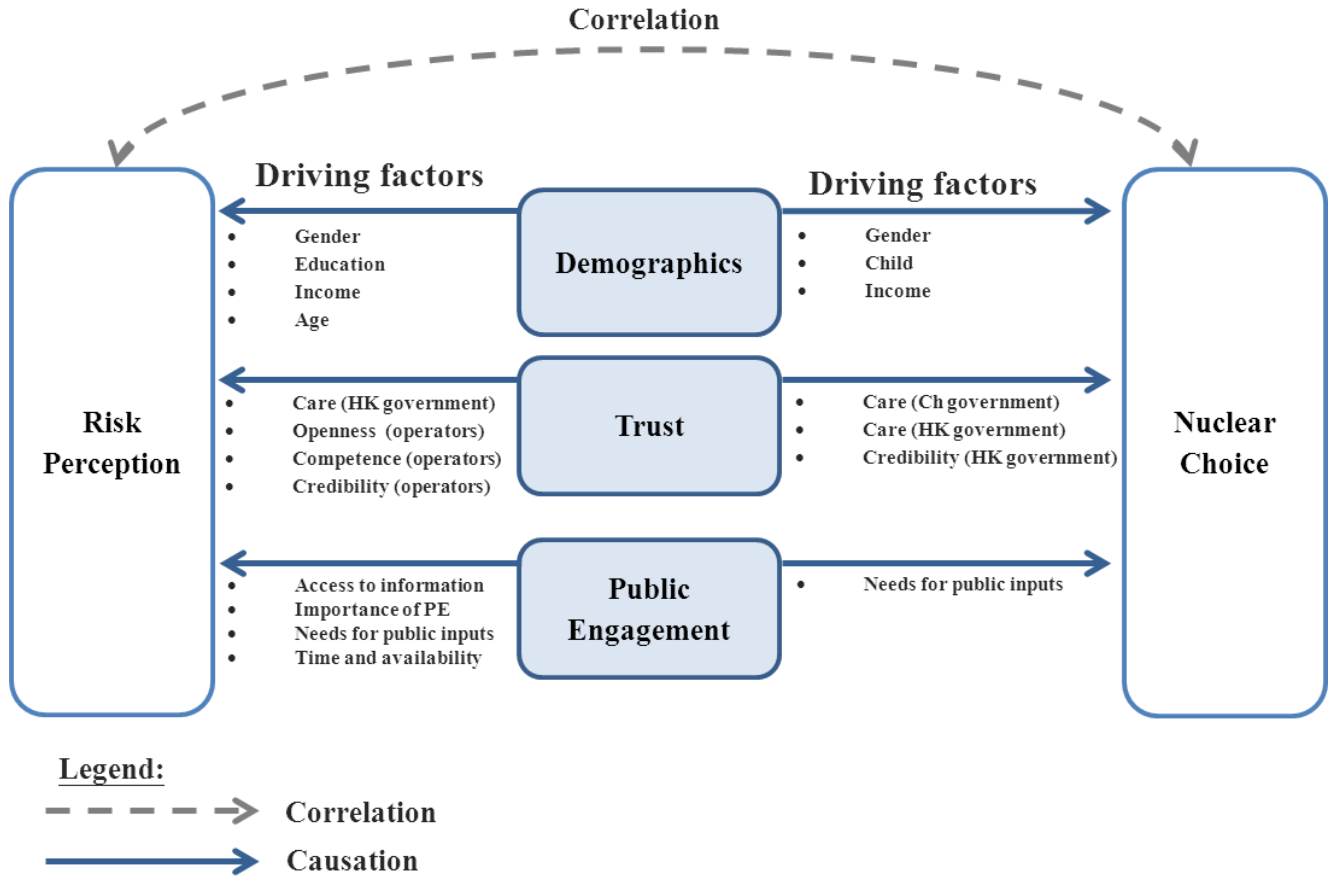 Correlation
Driving factors
Driving factors
• Gender
• Education
• Income
• Age
Demographics
• Gender
• Child
• Income
Risk
Perception
• Care (HK government)
• Openness (operators)
• Competence (operators)
• Credibility (operators)
Trust
• Care (Ch government)
• Care (HK government)
• Credibility (HK government)
Nuclear
Choice
• Access to information
• Importance of PE
• Needs for public inputs
• Time and availability
Public
Engagement
• Needs for public inputs
Legend:
Correlation
Causation